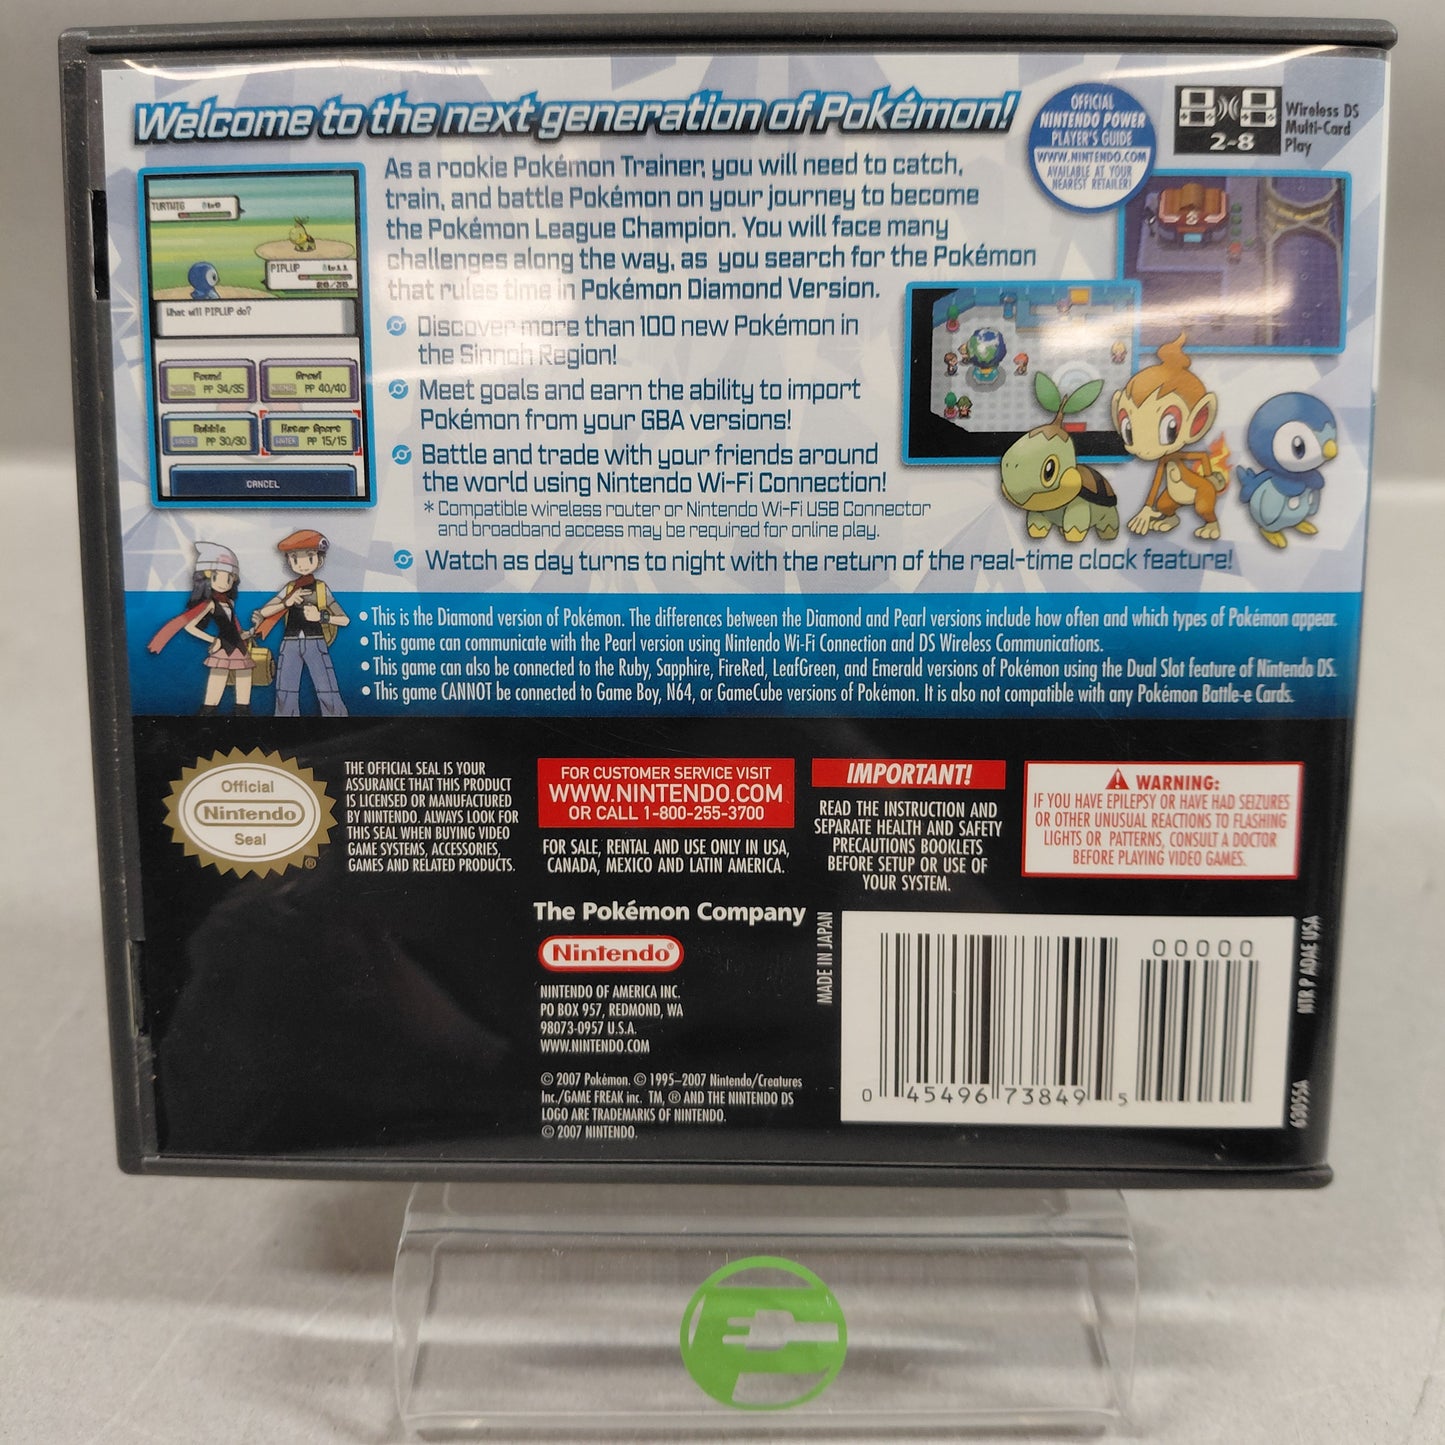 Welcome to the next generation of Pokémon!
OFFICIAL
NINTENDO POWER
PLAYER'S GUIDE
WWW.NINTENDO.COM
AVAILABLE AT YOUR
NEAREST RETAILER!
2-8
Wireless DS
Multi-Card
Play
As a rookie Pokémon Trainer, you will need to catch,
train, and battle Pokémon on your journey to become
the Pokémon League Champion. You will face many
challenges along the way, as you search for the Pokémon
that rules time in Pokémon Diamond Version.
Discover more than 100 new Pokémon in
the Sinnoh Region!
Meet goals and earn the ability to import
Pokémon from your GBA versions!
Battle and trade with your friends around
the world using Nintendo Wi-Fi Connection!
* Compatible wireless router or Nintendo Wi-Fi USB Connector
and broadband access may be required for online play.
Watch as day turns to night with the return of the real-time clock feature!
TURTWIG
PIPLUP Lv11
What will PIPLUP do?
Pound
PP 34/35
Growl
PP 40/40
Bubble
PP 30/30
Water Sport
PP 15/15
CANCEL
• This is the Diamond version of Pokémon. The differences between the Diamond and Pearl versions include how often and which types of Pokémon appear.
• This game can communicate with the Pearl version using Nintendo Wi-Fi Connection and DS Wireless Communications.
• This game can also be connected to the Ruby, Sapphire, FireRed, LeafGreen, and Emerald versions of Pokémon using the Dual Slot feature of Nintendo DS.
• This game CANNOT be connected to Game Boy, N64, or GameCube versions of Pokémon. It is also not compatible with any Pokémon Battle-e Cards.
Official
Nintendo
Seal
®
THE OFFICIAL SEAL IS YOUR
ASSURANCE THAT THIS PRODUCT
IS LICENSED OR MANUFACTURED
BY NINTENDO. ALWAYS LOOK FOR
THIS SEAL WHEN BUYING VIDEO
GAME SYSTEMS, ACCESSORIES,
GAMES AND RELATED PRODUCTS.
FOR CUSTOMER SERVICE VISIT
WWW.NINTENDO.COM
OR CALL 1-800-255-3700
FOR SALE, RENTAL AND USE ONLY IN USA,
CANADA, MEXICO AND LATIN AMERICA.
IMPORTANT!
READ THE INSTRUCTION AND
SEPARATE HEALTH AND SAFETY
PRECAUTIONS BOOKLETS
BEFORE SETUP OR USE OF
YOUR SYSTEM.
WARNING:
IF YOU HAVE EPILEPSY OR HAVE HAD SEIZURES
OR OTHER UNUSUAL REACTIONS TO FLASHING
LIGHTS OR PATTERNS, CONSULT A DOCTOR
BEFORE PLAYING VIDEO GAMES.
The Pokémon Company
Nintendo®
NINTENDO OF AMERICA INC.
PO BOX 957, REDMOND, WA
98073-0957 U.S.A.
WWW.NINTENDO.COM
© 2007 Pokémon. © 1995–2007 Nintendo/Creatures
Inc./GAME FREAK inc. TM, ® AND THE NINTENDO DS
LOGO ARE TRADEMARKS OF NINTENDO.
© 2007 NINTENDO.
MADE IN JAPAN
00000
0 45496 73849 5
NTR P ADAE USA
63055A